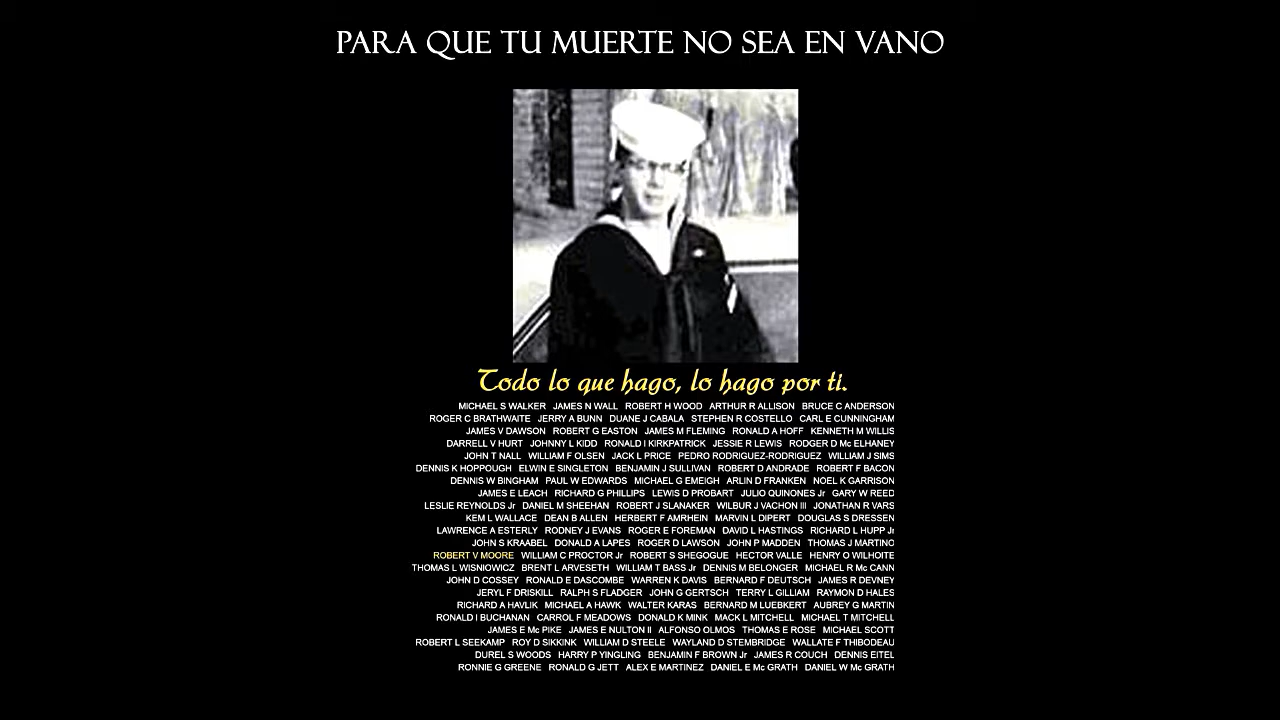 PARA QUE TU MUERTE NO SEA EN VANO
Todo lo que hago, lo hago por ti.
MICHAEL S WALKER JAMES N WALL ROBERT H WOOD ARTHUR R ALLISON BRUCE C ANDERSON
ROGER C BRATHWAITE JERRY A BUNN DUANE J CABALA STEPHEN R COSTELLO CARL E CUNNINGHAM
JAMES V DAWSON ROBERT G EASTON JAMES M FLEMING RONALD A HOFF KENNETH M WILLIS
DARRELL V HURT JOHNNY L KIDD RONALD I KIRKPATRICK JESSIE R LEWIS RODGER D Mc ELHANEY
JOHN T NALL WILLIAM F OLSEN JACK L PRICE PEDRO RODRIGUEZ-RODRIGUEZ WILLIAM J SIMS
DENNIS K HOPPOUGH ELWIN E SINGLETON BENJAMIN J SULLIVAN ROBERT D ANDRADE ROBERT F BACON
DENNIS W BINGHAM PAUL W EDWARDS MICHAEL G EMEIGH ARLIN D FRANKEN NOEL K GARRISON
JAMES E LEACH RICHARD G PHILLIPS LEWIS D PROBART JULIO QUINONES Jr GARY W REED
LESLIE REYNOLDS Jr DANIEL M SHEEHAN ROBERT J SLANAKER WILBUR J VACHON III JONATHAN R VARS
KEM L WALLACE DEAN B ALLEN HERBERT F AMRHEIN MARVIN L DIPERT DOUGLAS S DRESSEN
LAWRENCE A ESTERLY RODNEY J EVANS ROGER E FOREMAN DAVID L HASTINGS RICHARD L HUPP Jr
JOHN S KRAABEL DONALD A LAPES ROGER D LAWSON JOHN P MADDEN THOMAS J MARTINO
ROBERT V MOORE WILLIAM C PROCTOR Jr ROBERT S SHEGOGUE HECTOR VALLE HENRY O WILHOITE
THOMAS L WISNIOWICZ BRENT L ARVESETH WILLIAM T BASS Jr DENNIS M BELONGER MICHAEL R Mc CANN
JOHN D COSSEY RONALD E DASCOMBE WARREN K DAVIS BERNARD F DEUTSCH JAMES R DEVNEY
JERYL F DRISKILL RALPH S FLADGER JOHN G GERTSCH TERRY L GILLIAM RAYMON D HALES
RICHARD A HAVLIK MICHAEL A HAWK WALTER KARAS BERNARD M LUEBKERT AUBREY G MARTIN
RONALD I BUCHANAN CARROL F MEADOWS DONALD K MINK MACK L MITCHELL MICHAEL T MITCHELL
JAMES E Mc PIKE JAMES E NULTON II ALFONSO OLMOS THOMAS E ROSE MICHAEL SCOTT
ROBERT L SEEKAMP ROY D SIKKINK WILLIAM D STEELE WAYLAND D STEMBRIDGE WALLATE F THIBODEAU
DUREL S WOODS HARRY P YINGLING BENJAMIN F BROWN Jr JAMES R COUCH DENNIS EITEL
RONNIE G GREENE RONALD G JETT ALEX E MARTINEZ DANIEL E Mc GRATH DANIEL W Mc GRATH